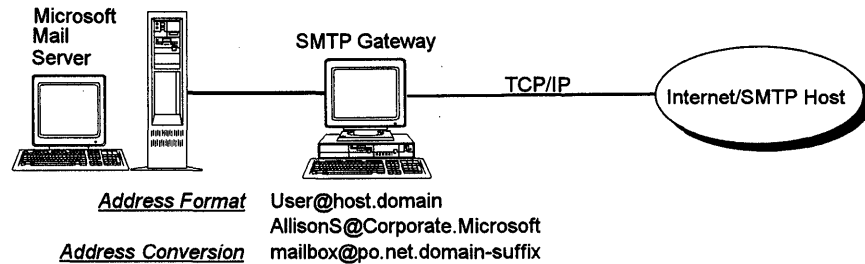 Microsoft
Mail
Server
SMTP Gateway
TCP/IP
Internet/SMTP Host
Address Format User@host.domain
AllisonS@Corporate.Microsoft
Address Conversion mailbox@po.net.domain-suffix